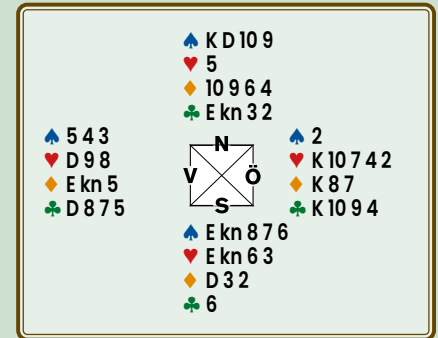 ♠ K D 10 9
♥ 5
♦ 10 9 6 4
♣ E kn 3 2
♠ 5 4 3
♥ D 9 8
♦ E kn 5
♣ D 8 7 5
N
V Ö
S
♠ 2
♥ K 10 7 4 2
♦ K 8 7
♣ K 10 9 4
♠ E kn 8 7 6
♥ E kn 6 3
♦ D 3 2
♣ 6